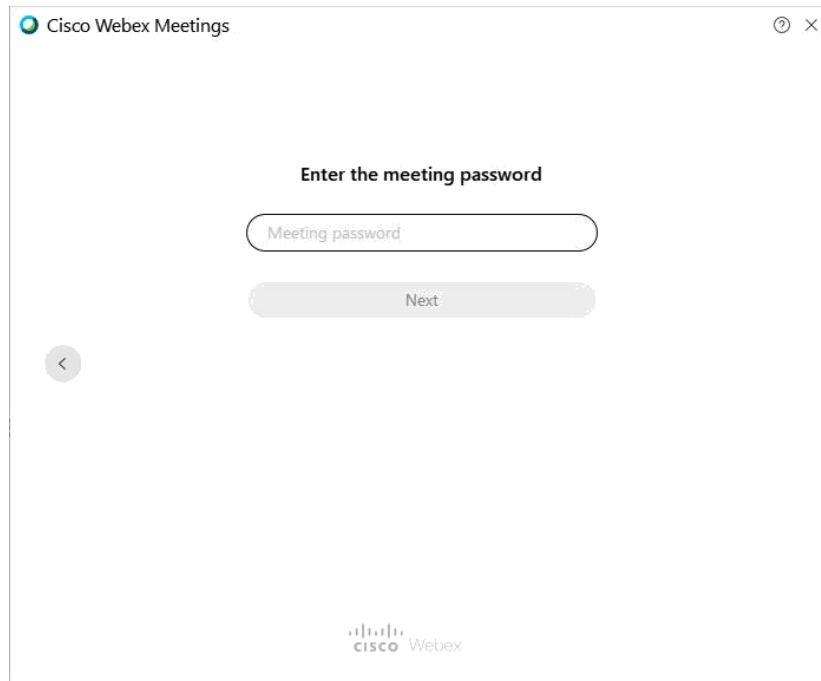 Cisco Webex Meetings
Enter the meeting password
Meeting password
Next
CISCO Webex